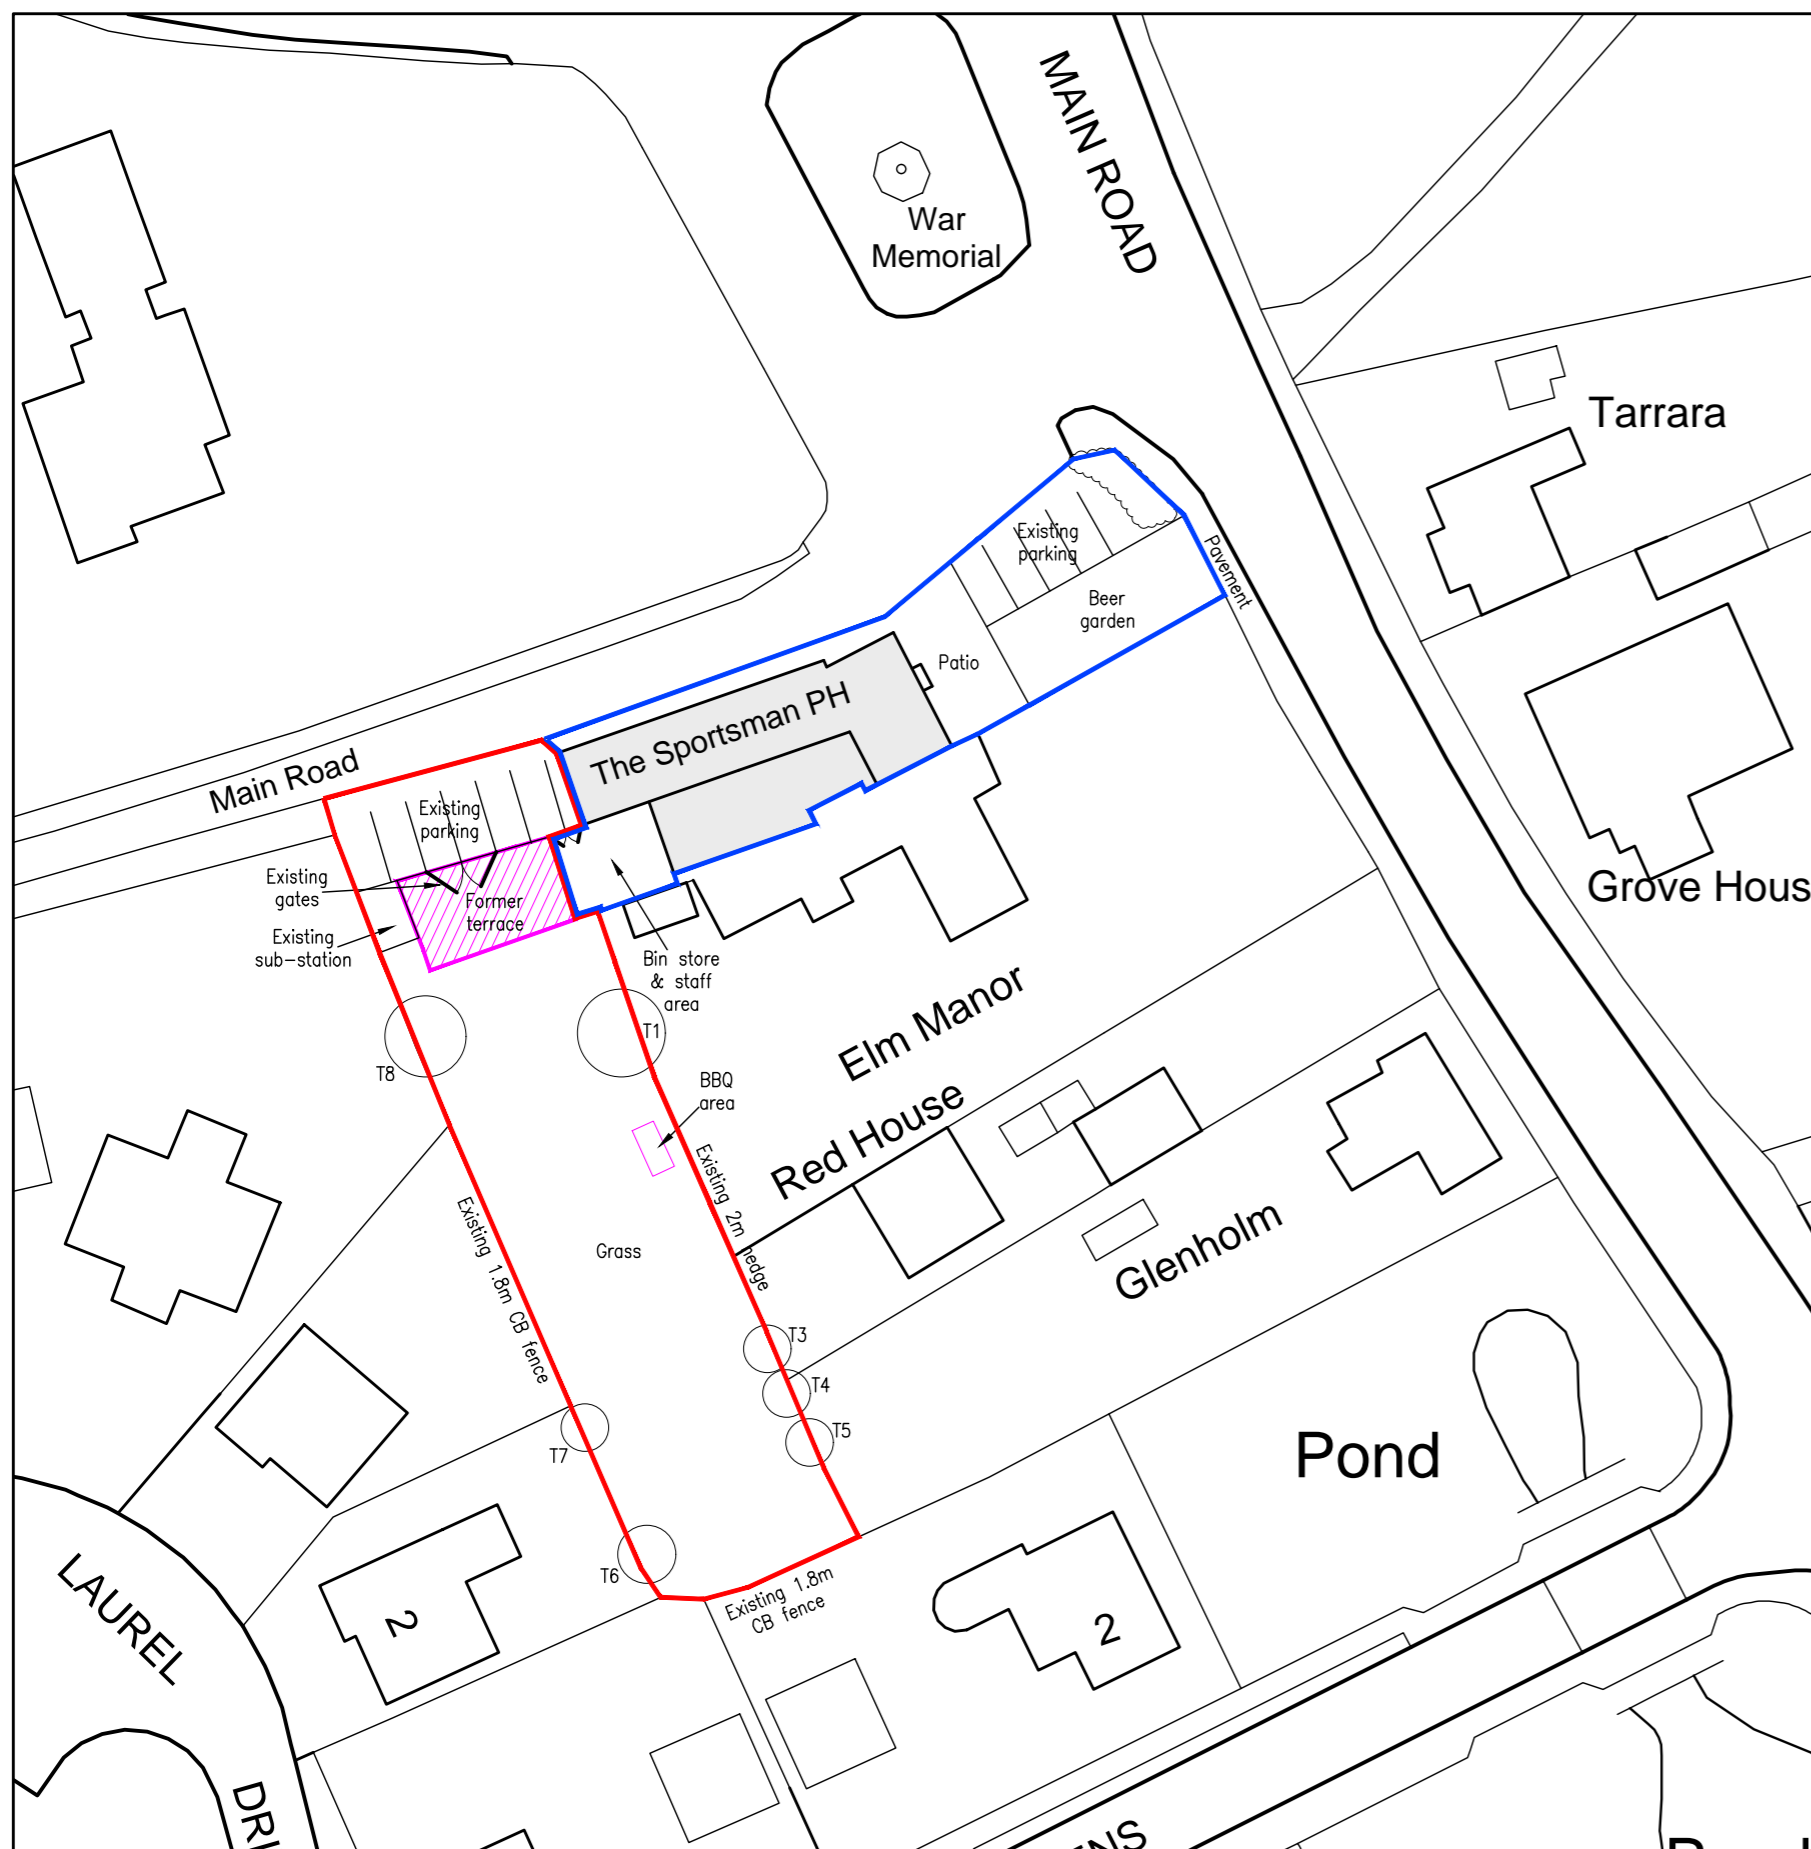 MAIN ROAD
War
Memorial
Tarrara
Existing
parking
Pavement
Beer
garden
Patio
The Sportsman PH
Main Road
Existing
parking
Existing
gates
Former
terrace
Existing
sub-station
Grove Hous
Bin store
& staff
area
Elm Manor
T1
T8
BBQ
area
Red House
Existing 2m hedge
Existing 1.8m CB fence
Grass
Glenholm
T3
T4
T5
T7
Pond
T6
Existing 1.8m
CB fence
LAUREL
2
2
DRI
ENS